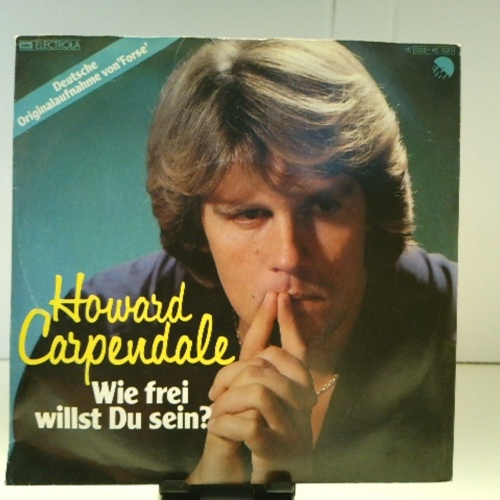 ELECTROLA
Deutsche
Originalaufnahme von 'Forse'
Howard
Carpendale
Wie frei
willst Du sein?